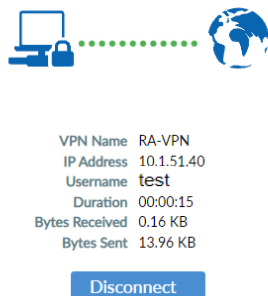 VPN Name RA-VPN
IP Address 10.1.51.40
Username test
Duration 00:00:15
Bytes Received 0.16 KB
Bytes Sent 13.96 KB
Disconnect